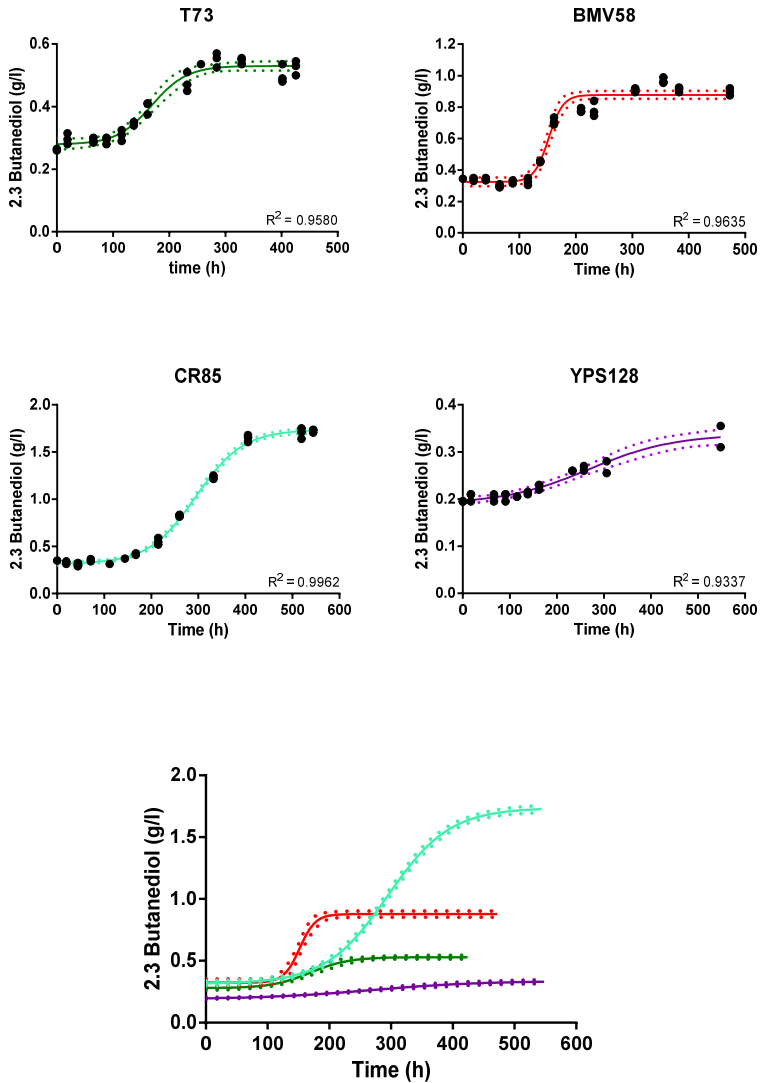 T73
0.6
0.4
0.2
0.0
2.3 Butanediol (g/l)
R2 = 0.9580
0 100 200 300 400 500
time (h)
BMV58
1.2
1.0
0.8
0.6
0.4
0.2
0.0
2.3 Butanediol (g/l)
R2 = 0.9635
0 100 200 300 400 500
Time (h)
CR85
2.0
1.5
1.0
0.5
0.0
2.3 Butanediol (g/l)
R2 = 0.9962
0 100 200 300 400 500 600
Time (h)
YPS128
0.4
0.3
0.2
0.1
0.0
2.3 Butanediol (g/l)
R2 = 0.9337
0 100 200 300 400 500 600
Time (h)
2.0
1.5
1.0
0.5
0.0
2.3 Butanediol (g/l)
0 100 200 300 400 500 600
Time (h)